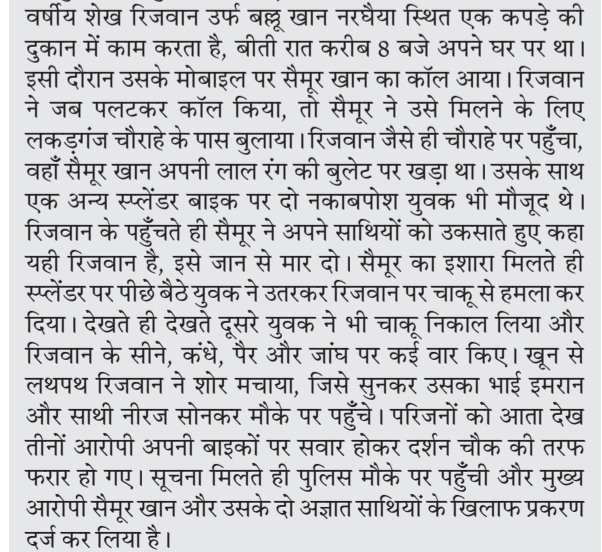 वर्षीय शेख रिजवान उर्फ बल्लू खान नरघैया स्थित एक कपड़े की
दुकान में काम करता है, बीती रात करीब 8 बजे अपने घर पर था।
इसी दौरान उसके मोबाइल पर सैमूर खान का कॉल आया। रिजवान
ने जब पलटकर कॉल किया, तो सैमूर ने उसे मिलने के लिए
लकड़गंज चौराहे के पास बुलाया। रिजवान जैसे ही चौराहे पर पहुँचा,
वहाँ सैमूर खान अपनी लाल रंग की बुलेट पर खड़ा था। उसके साथ
एक अन्य स्प्लेंडर बाइक पर दो नकाबपोश युवक भी मौजूद थे।
रिजवान के पहुँचते ही सैमूर ने अपने साथियों को उकसाते हुए कहा
यही रिजवान है, इसे जान से मार दो। सैमूर का इशारा मिलते ही
स्प्लेंडर पर पीछे बैठे युवक ने उतरकर रिजवान पर चाकू से हमला कर
दिया। देखते ही देखते दूसरे युवक ने भी चाकू निकाल लिया और
रिजवान के सीने, कंधे, पैर और जांघ पर कई वार किए। खून से
लथपथ रिजवान ने शोर मचाया, जिसे सुनकर उसका भाई इमरान
और साथी नीरज सोनकर मौके पर पहुँचे। परिजनों को आता देख
तीनों आरोपी अपनी बाइकों पर सवार होकर दर्शन चौक की तरफ
फरार हो गए। सूचना मिलते ही पुलिस मौके पर पहुँची और मुख्य
आरोपी सैमूर खान और उसके दो अज्ञात साथियों के खिलाफ प्रकरण
दर्ज कर लिया है।